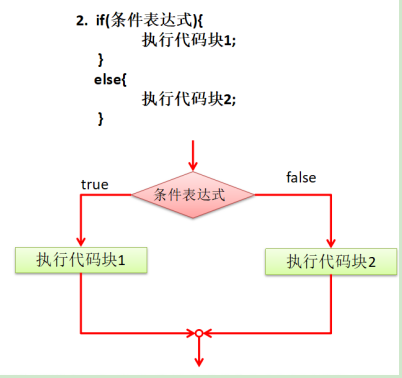 2. if(条件表达式){
执行代码块1;
}
else{
执行代码块2;
}
true
false
条件表达式
执行代码块1
执行代码块2